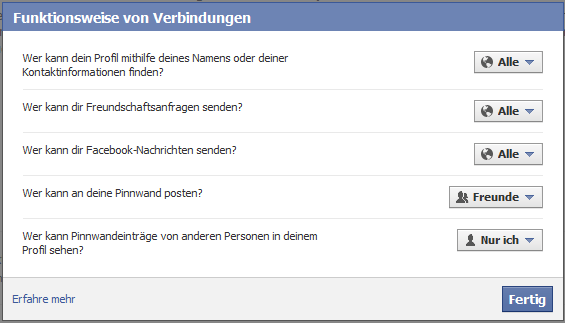 Funktionsweise von Verbindungen
Wer kann dein Profil mithilfe deines Namens oder deiner
Kontaktinformationen finden?
Alle
Wer kann dir Freundschaftsanfragen senden?
Alle
Wer kann dir Facebook-Nachrichten senden?
Alle
Wer kann an deine Pinnwand posten?
Freunde
Wer kann Pinnwandeinträge von anderen Personen in deinem
Profil sehen?
Nur ich
Erfahre mehr
Fertig